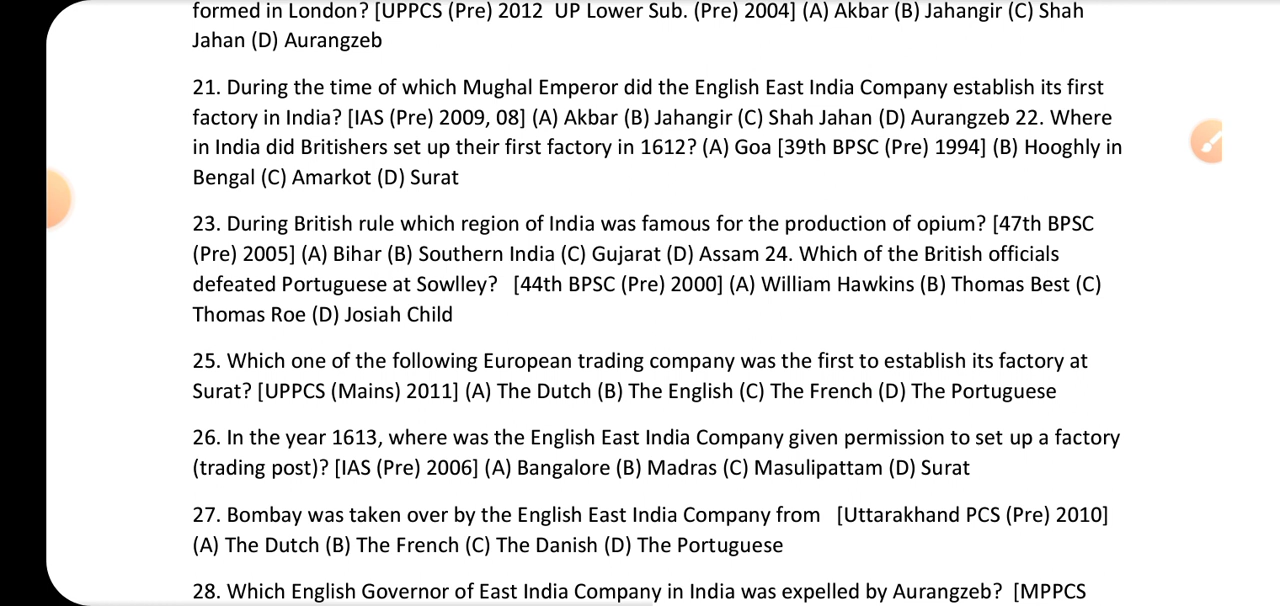 formed in London? [UPPCS (Pre) 2012  UP Lower Sub. (Pre) 2004] (A) Akbar (B) Jahangir (C) Shah
Jahan (D) Aurangzeb
21. During the time of which Mughal Emperor did the English East India Company establish its first
factory in India? [IAS (Pre) 2009, 08] (A) Akbar (B) Jahangir (C) Shah Jahan (D) Aurangzeb 22. Where
in India did Britishers set up their first factory in 1612? (A) Goa [39th BPSC (Pre) 1994] (B) Hooghly in
Bengal (C) Amarkot (D) Surat
23. During British rule which region of India was famous for the production of opium? [47th BPSC
(Pre) 2005] (A) Bihar (B) Southern India (C) Gujarat (D) Assam 24. Which of the British officials
defeated Portuguese at Sowlley?   [44th BPSC (Pre) 2000] (A) William Hawkins (B) Thomas Best (C)
Thomas Roe (D) Josiah Child
25. Which one of the following European trading company was the first to establish its factory at
Surat? [UPPCS (Mains) 2011] (A) The Dutch (B) The English (C) The French (D) The Portuguese
26. In the year 1613, where was the English East India Company given permission to set up a factory
(trading post)? [IAS (Pre) 2006] (A) Bangalore (B) Madras (C) Masulipattam (D) Surat
27. Bombay was taken over by the English East India Company from   [Uttarakhand PCS (Pre) 2010]
(A) The Dutch (B) The French (C) The Danish (D) The Portuguese
28. Which English Governor of East India Company in India was expelled by Aurangzeb?  [MPPCS